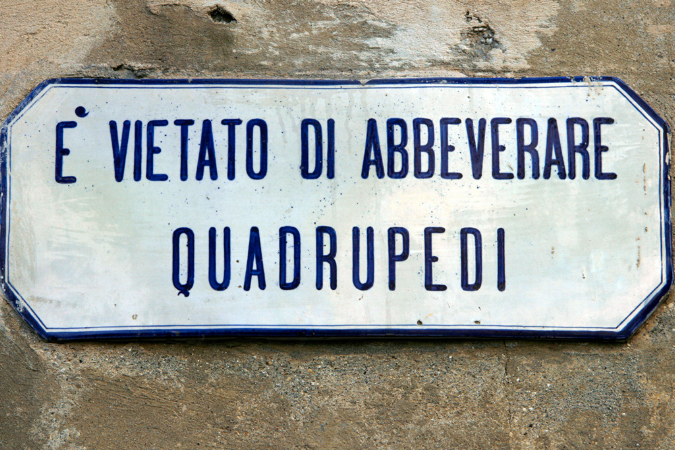 È VIETATO DI ABBEVERARE
QUADRUPEDI